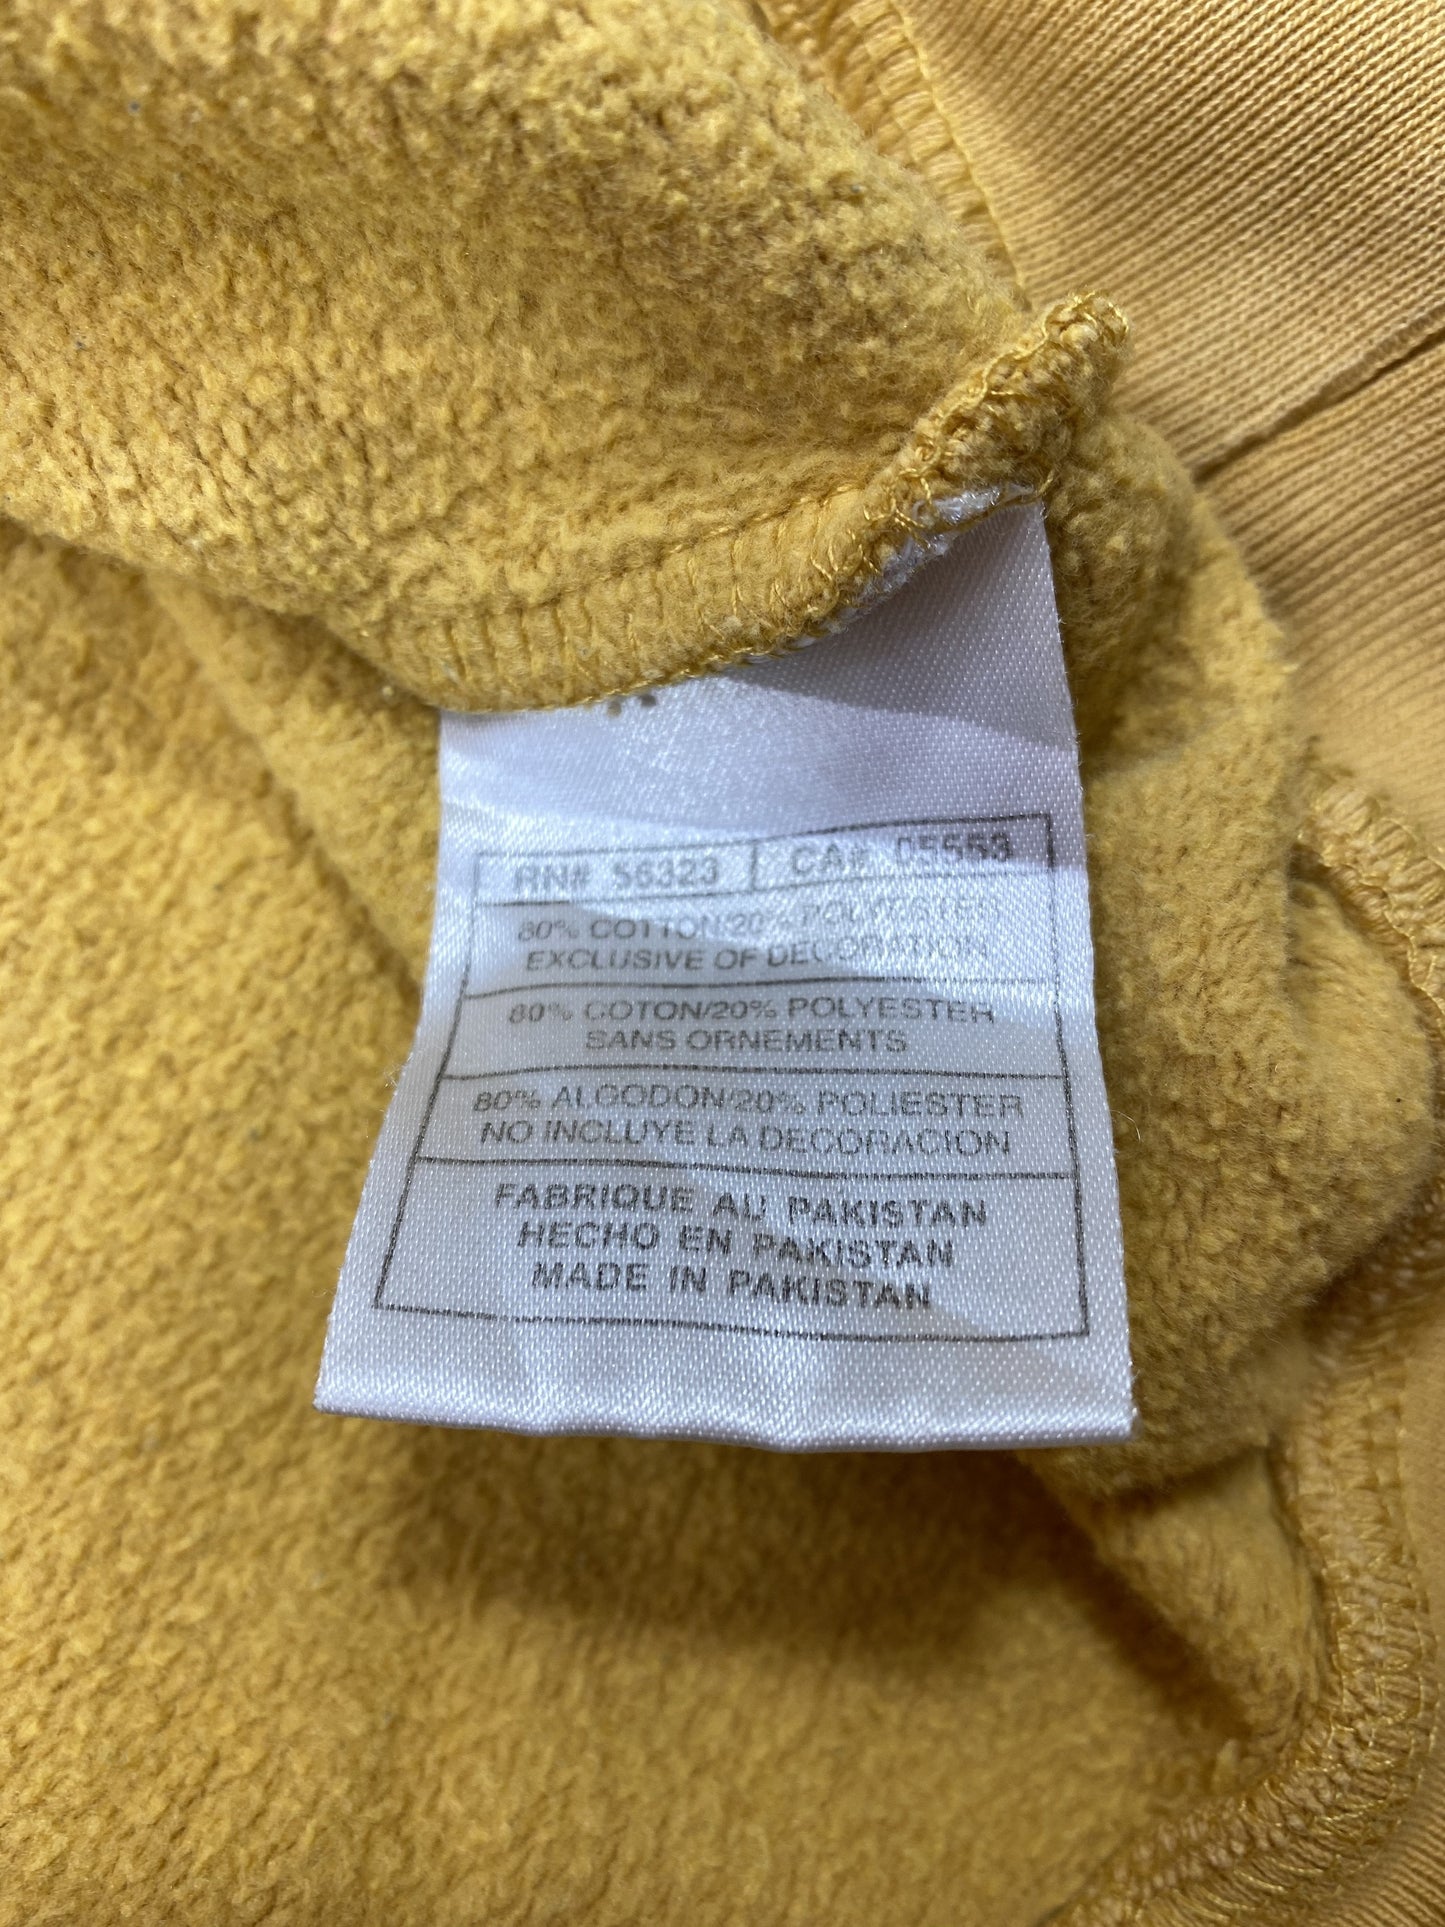 RN# 56323 CA# 05553
80% COTTON/20% POLYESTER
EXCLUSIVE OF DECORATION
80% COTON/20% POLYESTER
SANS ORNEMENTS
80% ALGODON/20% POLIESTER
NO INCLUYE LA DECORACION
FABRIQUE AU PAKISTAN
HECHO EN PAKISTAN
MADE IN PAKISTAN